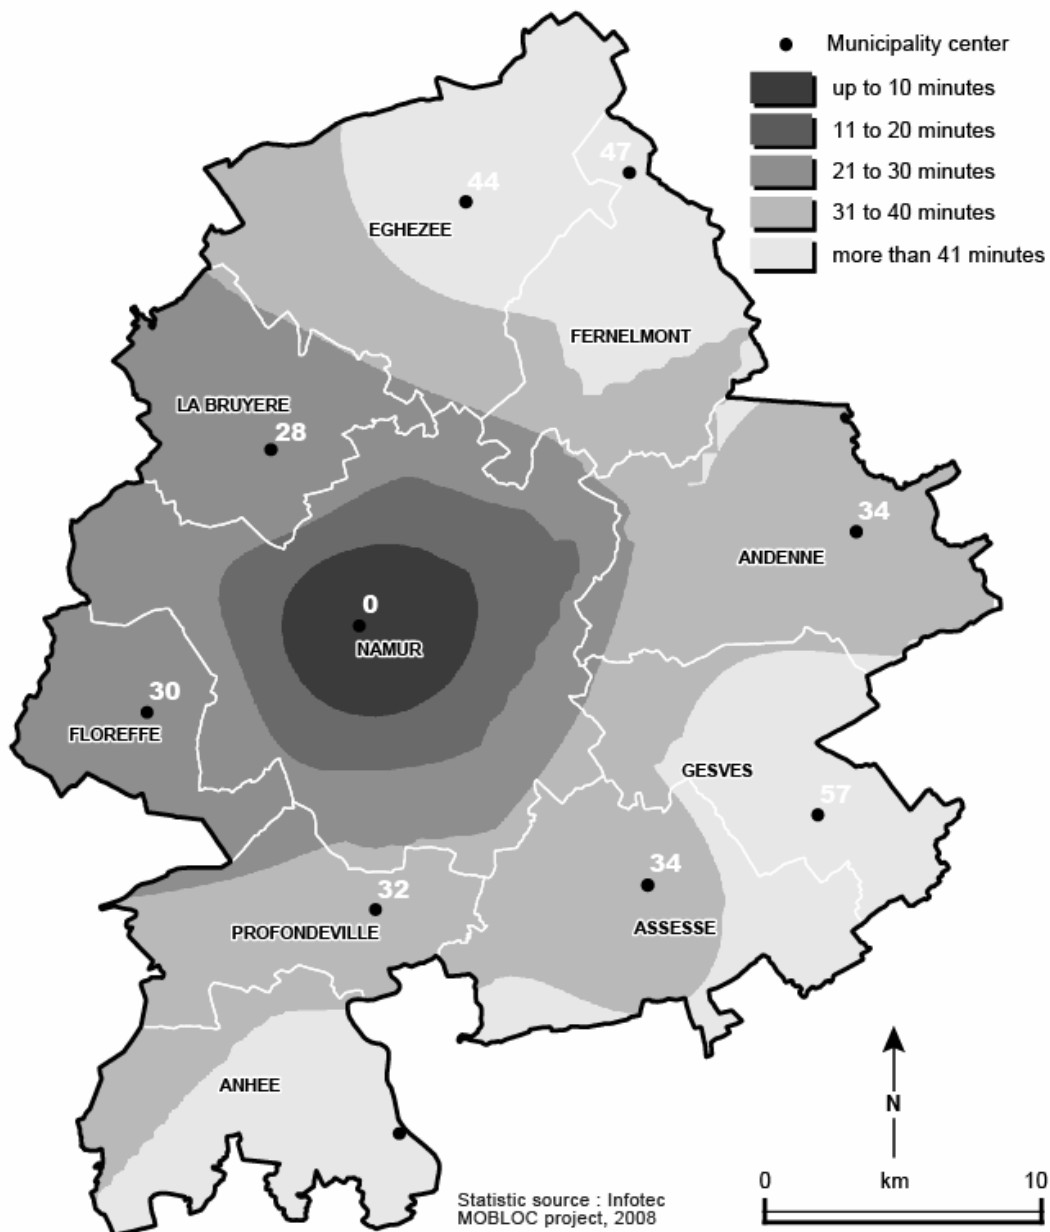 Municipality center
up to 10 minutes
11 to 20 minutes
21 to 30 minutes
31 to 40 minutes
more than 41 minutes
47
44
EGHEZEE
FERNELMONT
LA BRUYERE
28
34
ANDENNE
0
NAMUR
30
FLOREFFE
GESVES
57
34
32
ASSESSE
PROFONDEVILLE
ANHEE
N
0 km 10
Statistic source : Infotec
MOBLOC project, 2008